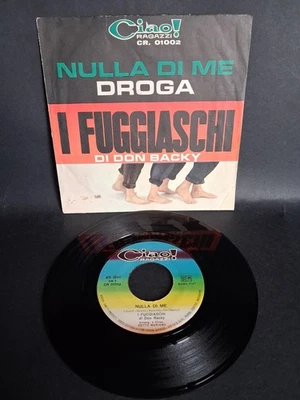 Ciao!
RAGAZZI
CR. 01002
NULLA DI ME
DROGA
I FUGGIASCHI
DI DON BACKY
Ciao!
RAGAZZI
NULLA DI ME
I FUGGIASCHI
di Don Backy